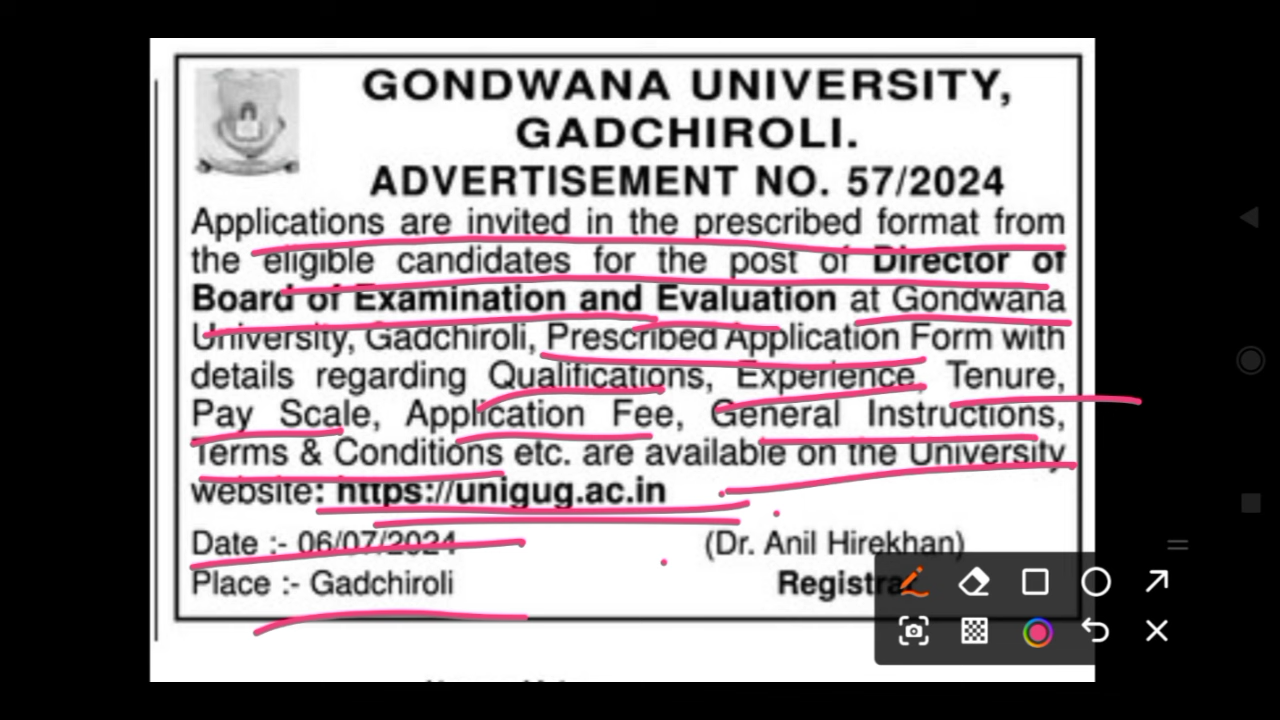 GONDWANA UNIVERSITY,
GADCHIROLI.
ADVERTISEMENT NO. 57/2024
Applications are invited in the prescribed format from
the eligible candidates for the post of Director of
Board of Examination and Evaluation at Gondwana
University, Gadchiroli, Prescribed Application Form with
details regarding Qualifications, Experience, Tenure,
Pay Scale, Application Fee, General Instructions,
Terms & Conditions etc. are available on the University
website: https://unigug.ac.in
Date :- 06/07/2024
(Dr. Anil Hirekhan)
Place :- Gadchiroli
Registrar